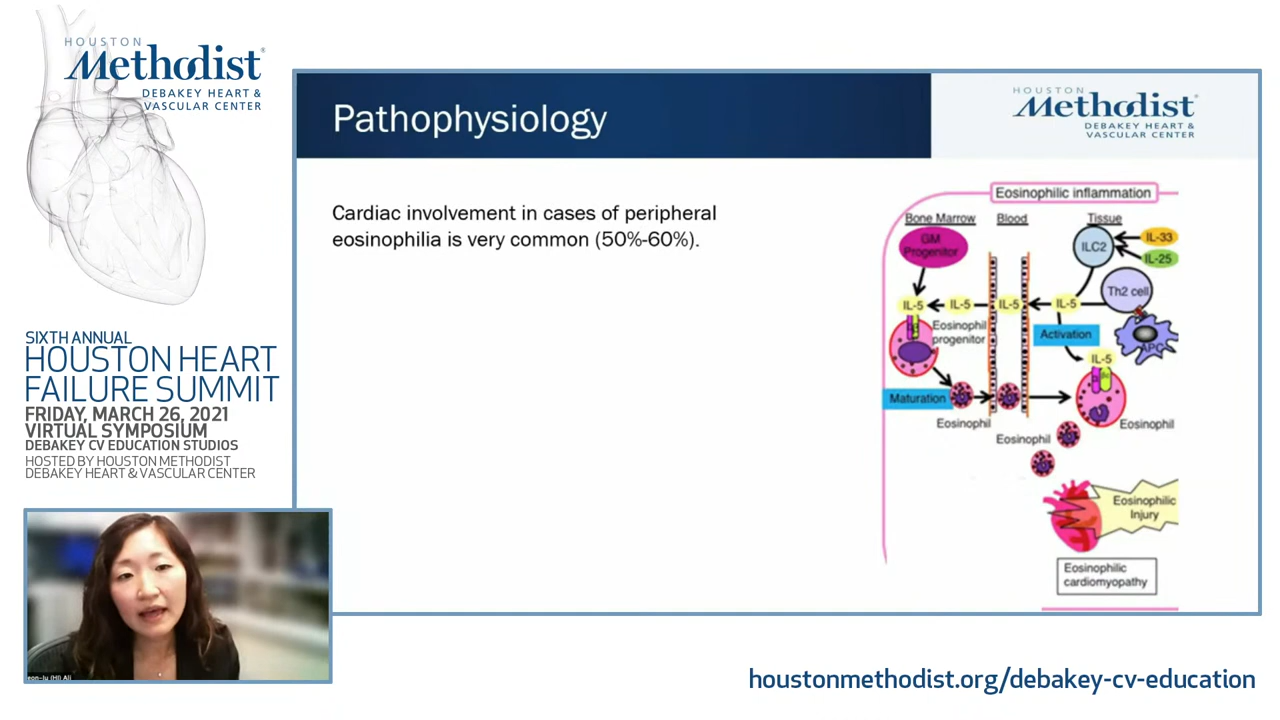 HOUSTON
Methodist®
DEBAKEY HEART &
VASCULAR CENTER
SIXTH ANNUAL
HOUSTON HEART
FAILURE SUMMIT
FRIDAY, MARCH 26, 2021
VIRTUAL SYMPOSIUM
DEBAKEY CV EDUCATION STUDIOS
HOSTED BY HOUSTON METHODIST
DEBAKEY HEART & VASCULAR CENTER
Pathophysiology
HOUSTON
Methodist®
DEBAKEY HEART &
VASCULAR CENTER
Cardiac involvement in cases of peripheral
eosinophilia is very common (50%-60%).
Eosinophilic inflammation
Bone Marrow
Blood
Tissue
GM
Progenitor
ILC2
IL-33
IL-25
Th2 cell
IL-5
IL-5
IL-5
IL-5
Eosinophil
progenitor
Activation
APC
IL-5
Maturation
Eosinophil
Eosinophil
Eosinophil
Eosinophilic
Injury
Eosinophilic
cardiomyopathy
houstonmethodist.org/debakey-cv-education